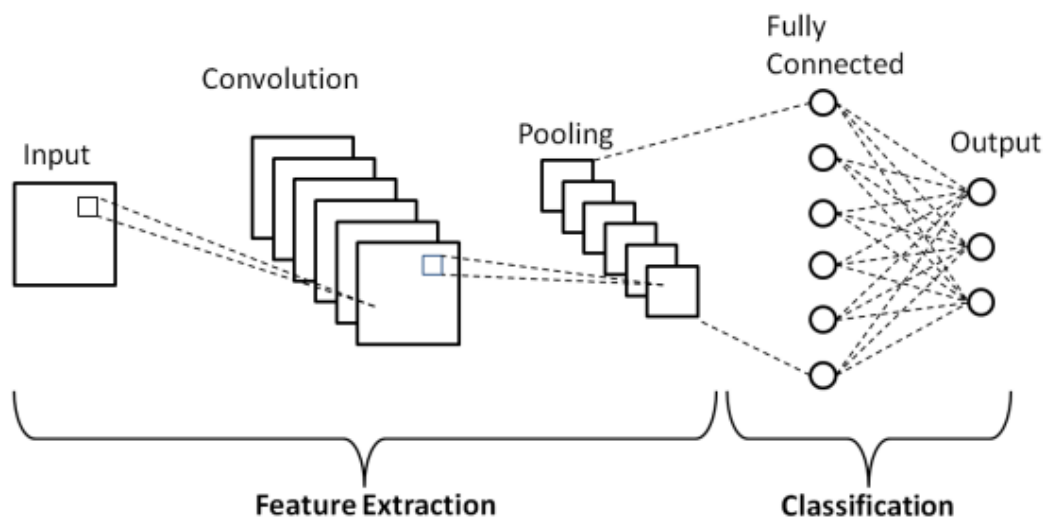 Input
Convolution
Pooling
Fully
Connected
Output
Feature Extraction
Classification